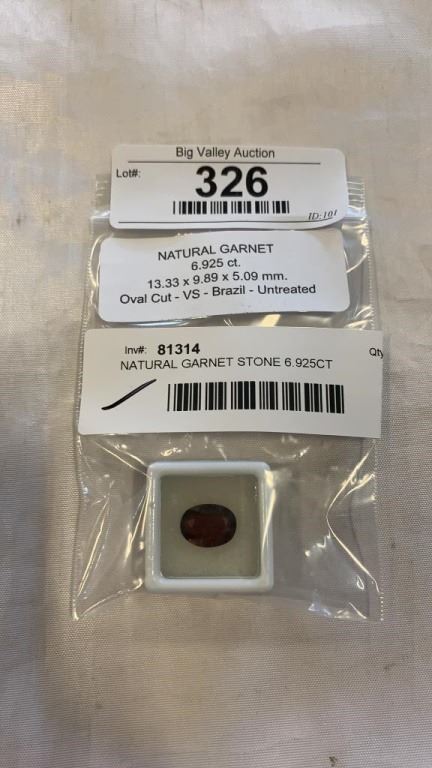 Big Valley Auction
Lot#:
326
ID:101
NATURAL GARNET
6.925 ct.
13.33 x 9.89 x 5.09 mm.
Oval Cut - VS - Brazil - Untreated
Inv#: 81314
Qty
NATURAL GARNET STONE 6.925CT